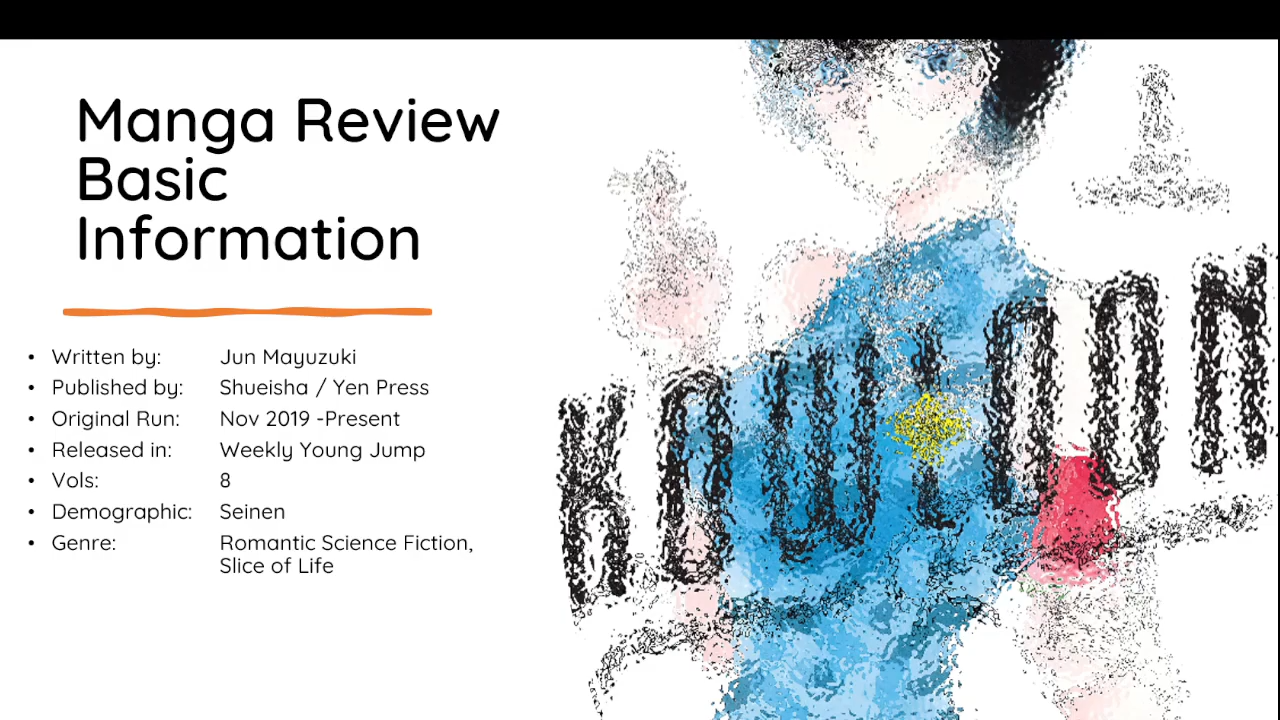 Manga Review
Basic
Information
• Written by: Jun Mayuzuki
• Published by: Shueisha / Yen Press
• Original Run: Nov 2019 -Present
• Released in: Weekly Young Jump
• Vols: 8
• Demographic: Seinen
• Genre: Romantic Science Fiction,
Slice of Life
KOWLOON